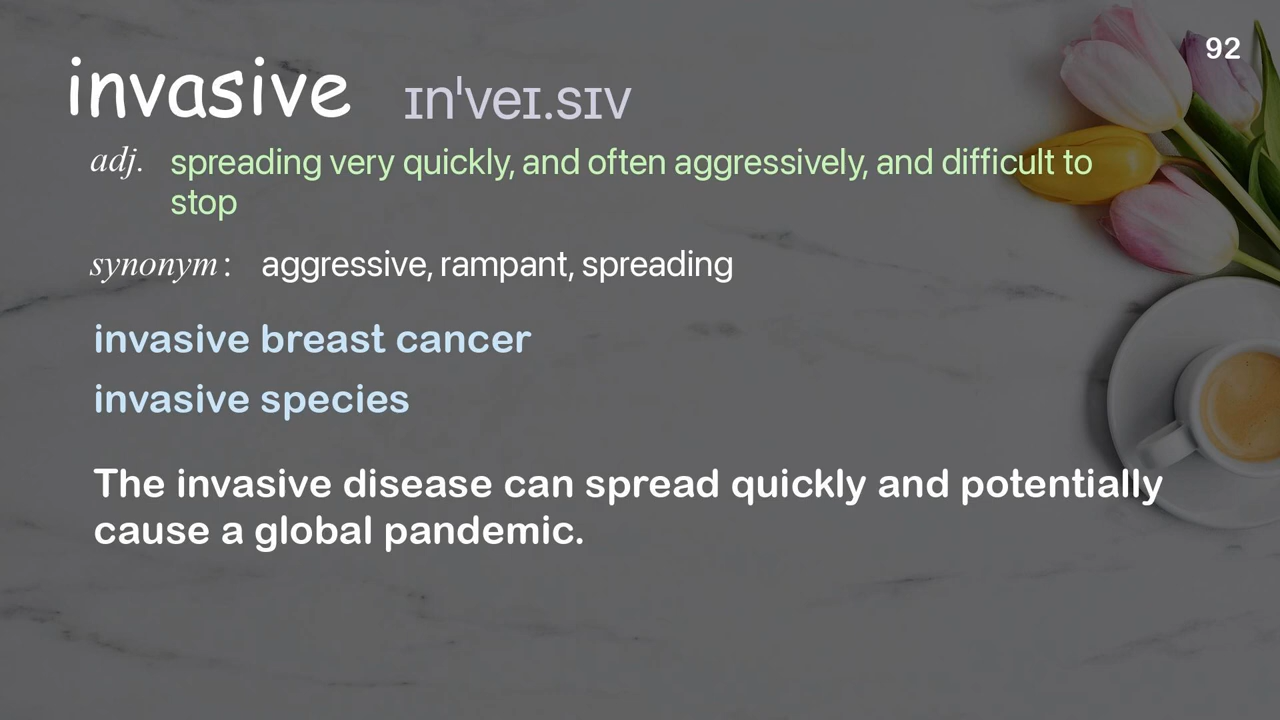 92
invasive ɪnˈveɪ.sɪv
adj. spreading very quickly, and often aggressively, and difficult to
stop
synonym : aggressive, rampant, spreading
invasive breast cancer
invasive species
The invasive disease can spread quickly and potentially
cause a global pandemic.